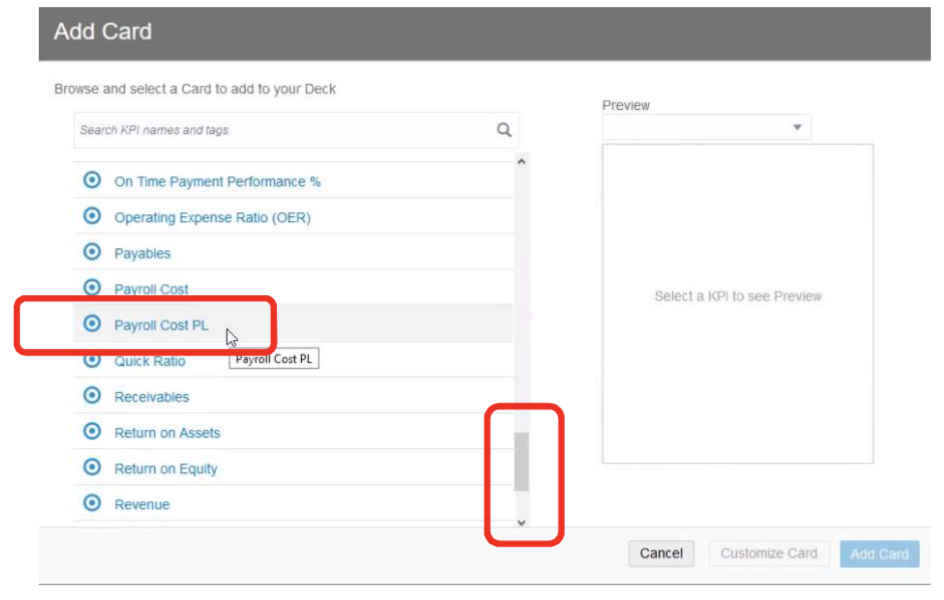 Add Card
Browse and select a Card to add to your Deck
Search KPI names and tags.
On Time Payment Performance %
Operating Expense Ratio (OER)
Payables
Payroll Cost
Payroll Cost PL
Payroll Cost PL
Quick Ratio
Receivables
Return on Assets
Return on Equity
Revenue
Preview
Select a KPI to see Preview
Cancel
Customize Card
Add Card